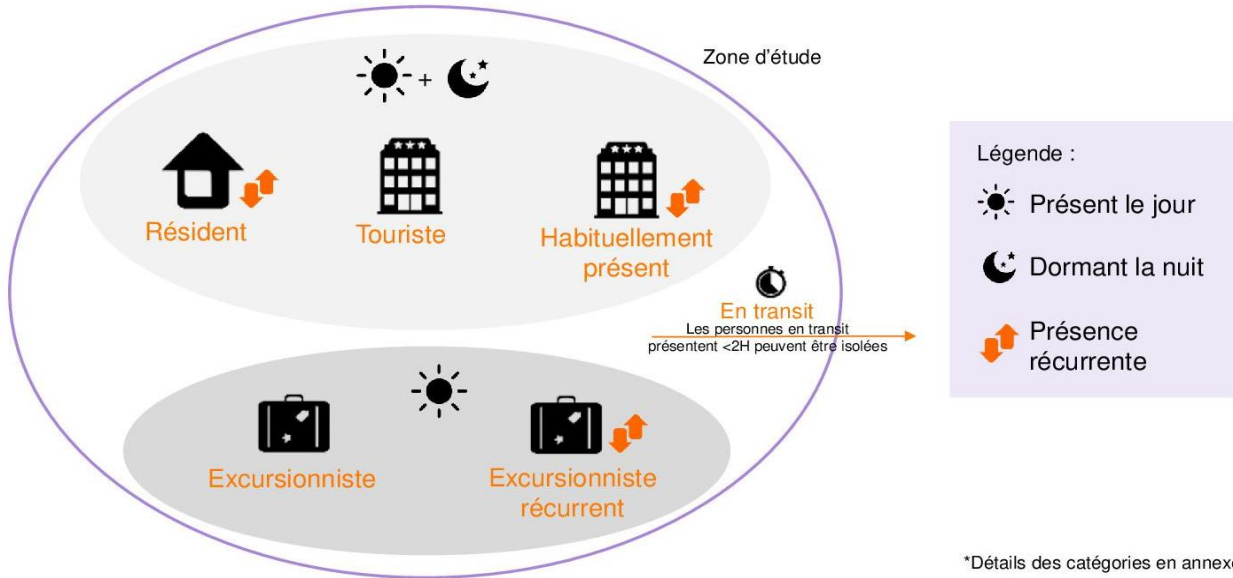 Zone d'étude
+
Résident
Touriste
Habituellement
présent
En transit
Les personnes en transit
présentent <2H peuvent être isolées
Excursionniste
Excursionniste
récurrent
Légende :
Présent le jour
Dormant la nuit
Présence
récurrente
*Détails des catégories en annexe